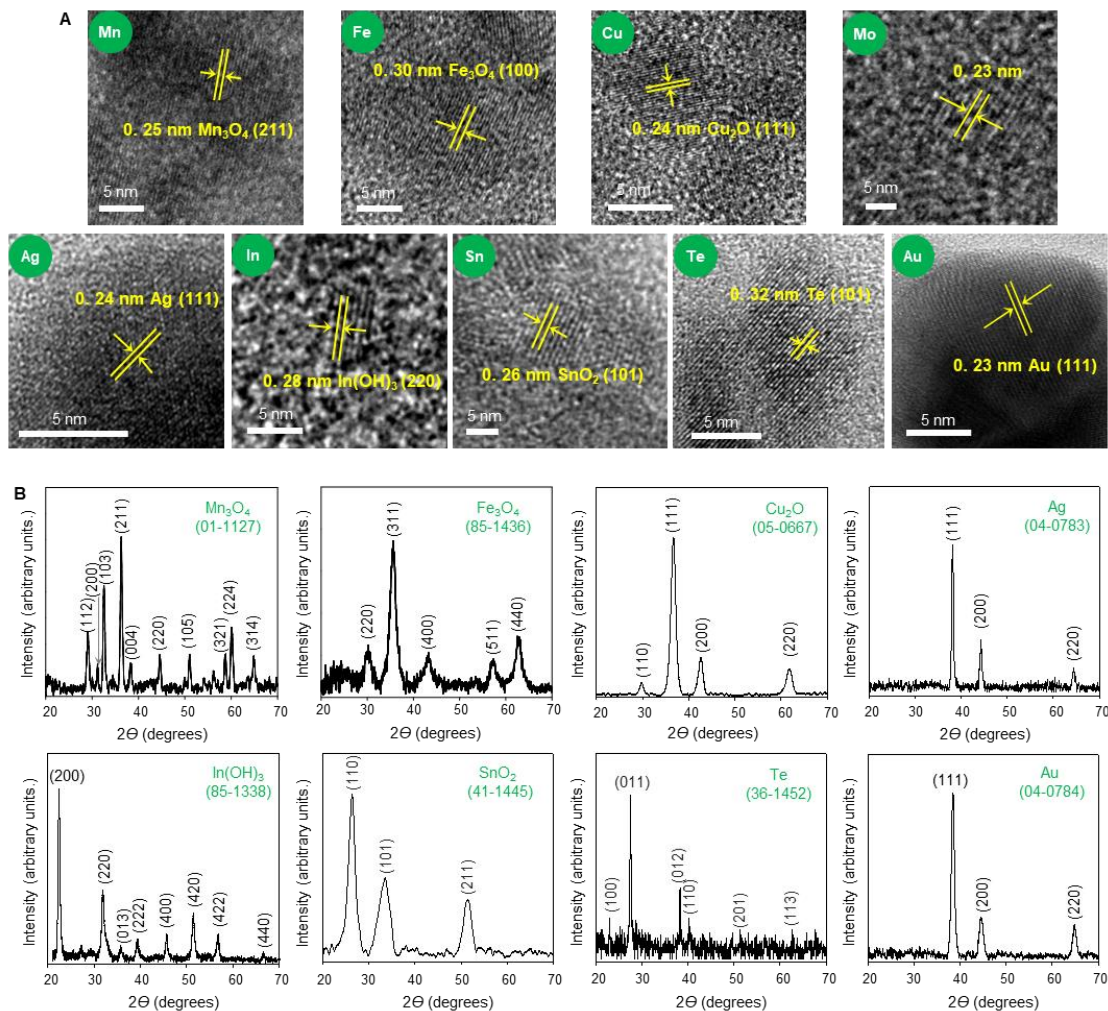 A
Mn
0. 25 nm Mn₃O₄ (211)
5 nm
Fe
0. 30 nm Fe₃O₄ (100)
5 nm
Cu
0. 24 nm Cu₂O (111)
5 nm
Mo
0. 23 nm
5 nm
Ag
0. 24 nm Ag (111)
5 nm
In
0. 28 nm In(OH)₃ (220)
5 nm
Sn
0. 26 nm SnO₂ (101)
5 nm
Te
0. 32 nm Te (101)
5 nm
Au
0. 23 nm Au (111)
5 nm
B
Mn₃O₄
(01-1127)
(112)
(200)
(103)
(211)
(004)
(220)
(105)
(321)
(224)
(314)
Intensity (arbitrary units.)
10 20 30 40 50 60 70
2Θ (degrees)
Fe₃O₄
(85-1436)
(220)
(311)
(400)
(511)
(440)
Intensity (arbitrary units.)
20 30 40 50 60 70
2Θ (degrees)
Cu₂O
(05-0667)
(110)
(111)
(200)
(220)
Intensity (arbitrary units.)
20 30 40 50 60 70
2Θ (degrees)
Ag
(04-0783)
(111)
(200)
(220)
Intensity (arbitrary units.)
20 30 40 50 60 70
2Θ (degrees)
In(OH)₃
(85-1338)
(200)
(220)
(013)
(222)
(400)
(420)
(422)
(440)
Intensity (arbitrary units.)
20 30 40 50 60 70
2Θ (degrees)
SnO₂
(41-1445)
(110)
(101)
(211)
Intensity (arbitrary units.)
20 30 40 50 60 70
2Θ (degrees)
Te
(36-1452)
(100)
(011)
(012)
(110)
(201)
(113)
Intensity (arbitrary units.)
20 30 40 50 60 70
2Θ (degrees)
Au
(04-0784)
(111)
(200)
(220)
Intensity (arbitrary units.)
20 30 40 50 60 70
2Θ (degrees)